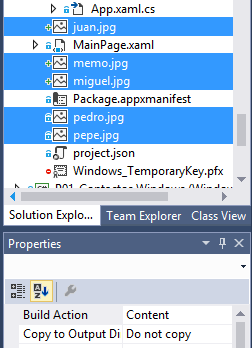 App.xaml.cs
juan.jpg
MainPage.xaml
memo.jpg
miguel.jpg
Package.appxmanifest
pedro.jpg
pepe.jpg
project.json
Windows_TemporaryKey.pfx
P01_Contactos Windows (Window
Solution Explo... Team Explorer Class View
Properties
Build Action Content
Copy to Output Di Do not copy